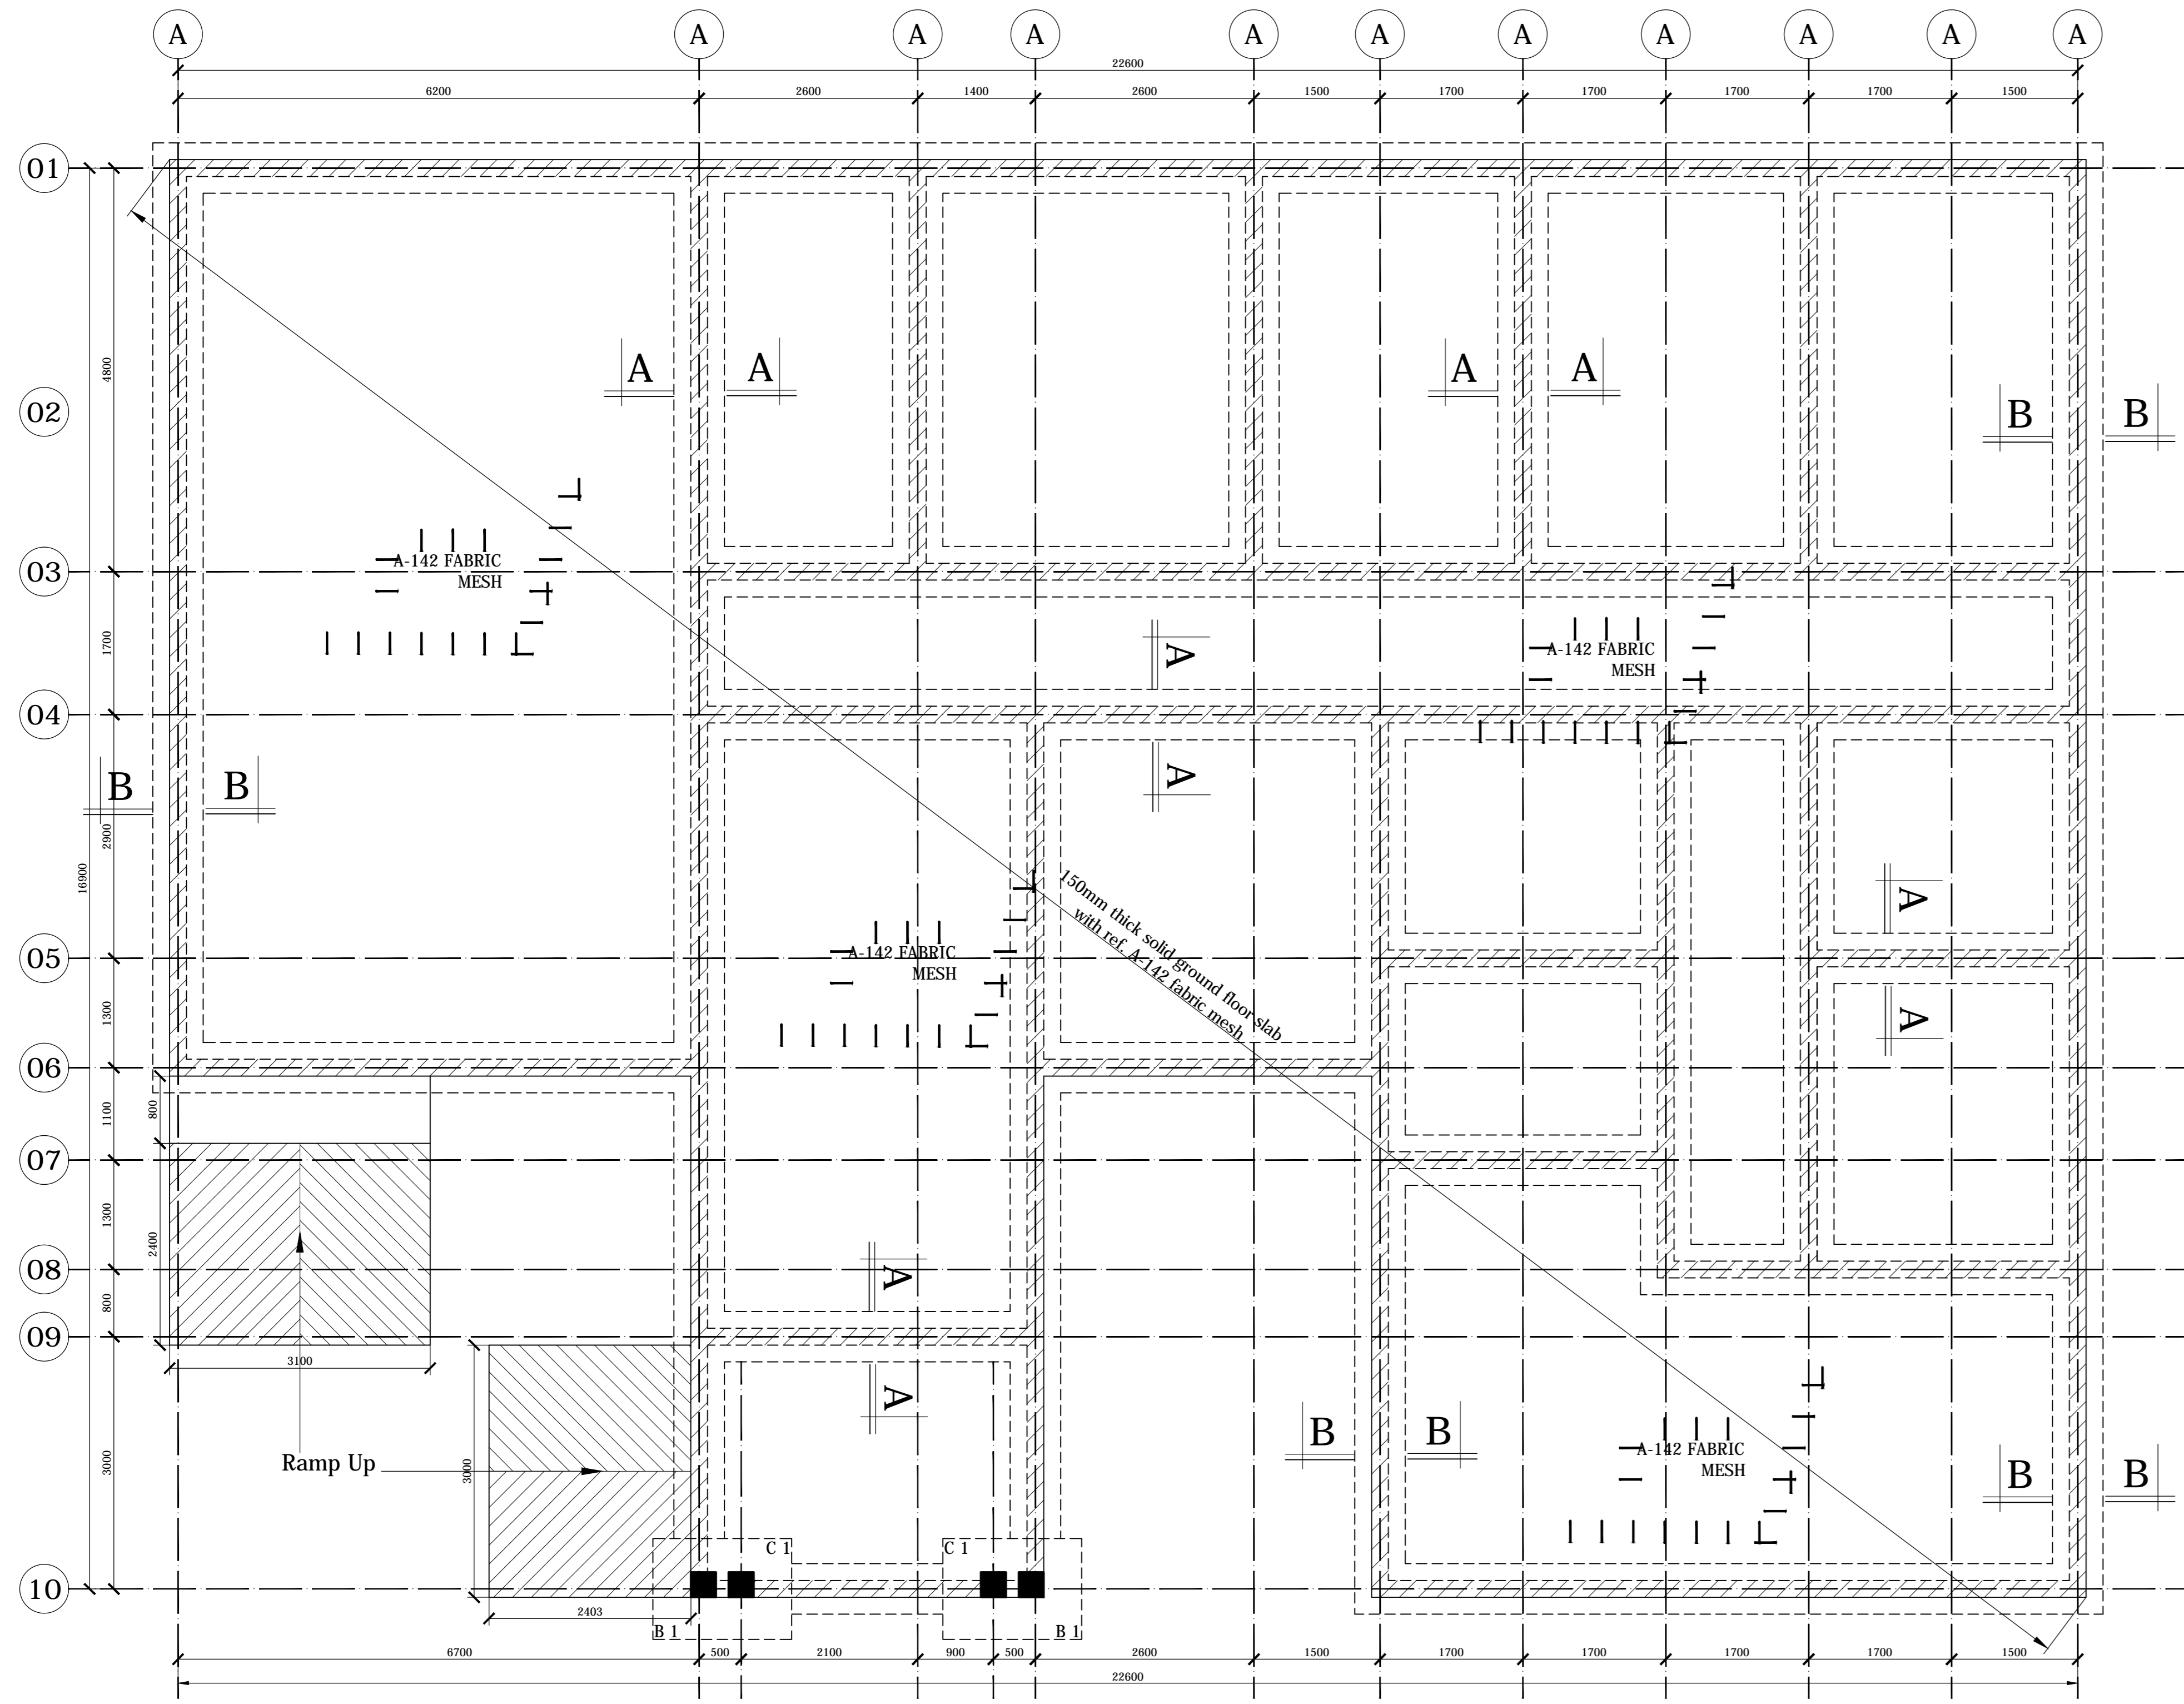 A A A A A A A A A A A
22600
6200 2600 1400 2600 1500 1700 1700 1700 1700 1500
01
4800
A A A A
02
B B
A-142 FABRIC
MESH
03
1700
A
A-142 FABRIC
MESH
04
B B
A
2900
16900
A
150mm thick solid ground floor slab
with ref. A-142 fabric mesh
A-142 FABRIC
MESH
05
1300
A
06
800
1100
07
1300
2400
08
A
800
09
3100
A
B B
A-142 FABRIC
MESH
Ramp Up
3000
3000
B B
C 1 C 1
10
2403
B 1 B 1
6700 500 2100 900 500 2600 1500 1700 1700 1700 1700 1500
22600